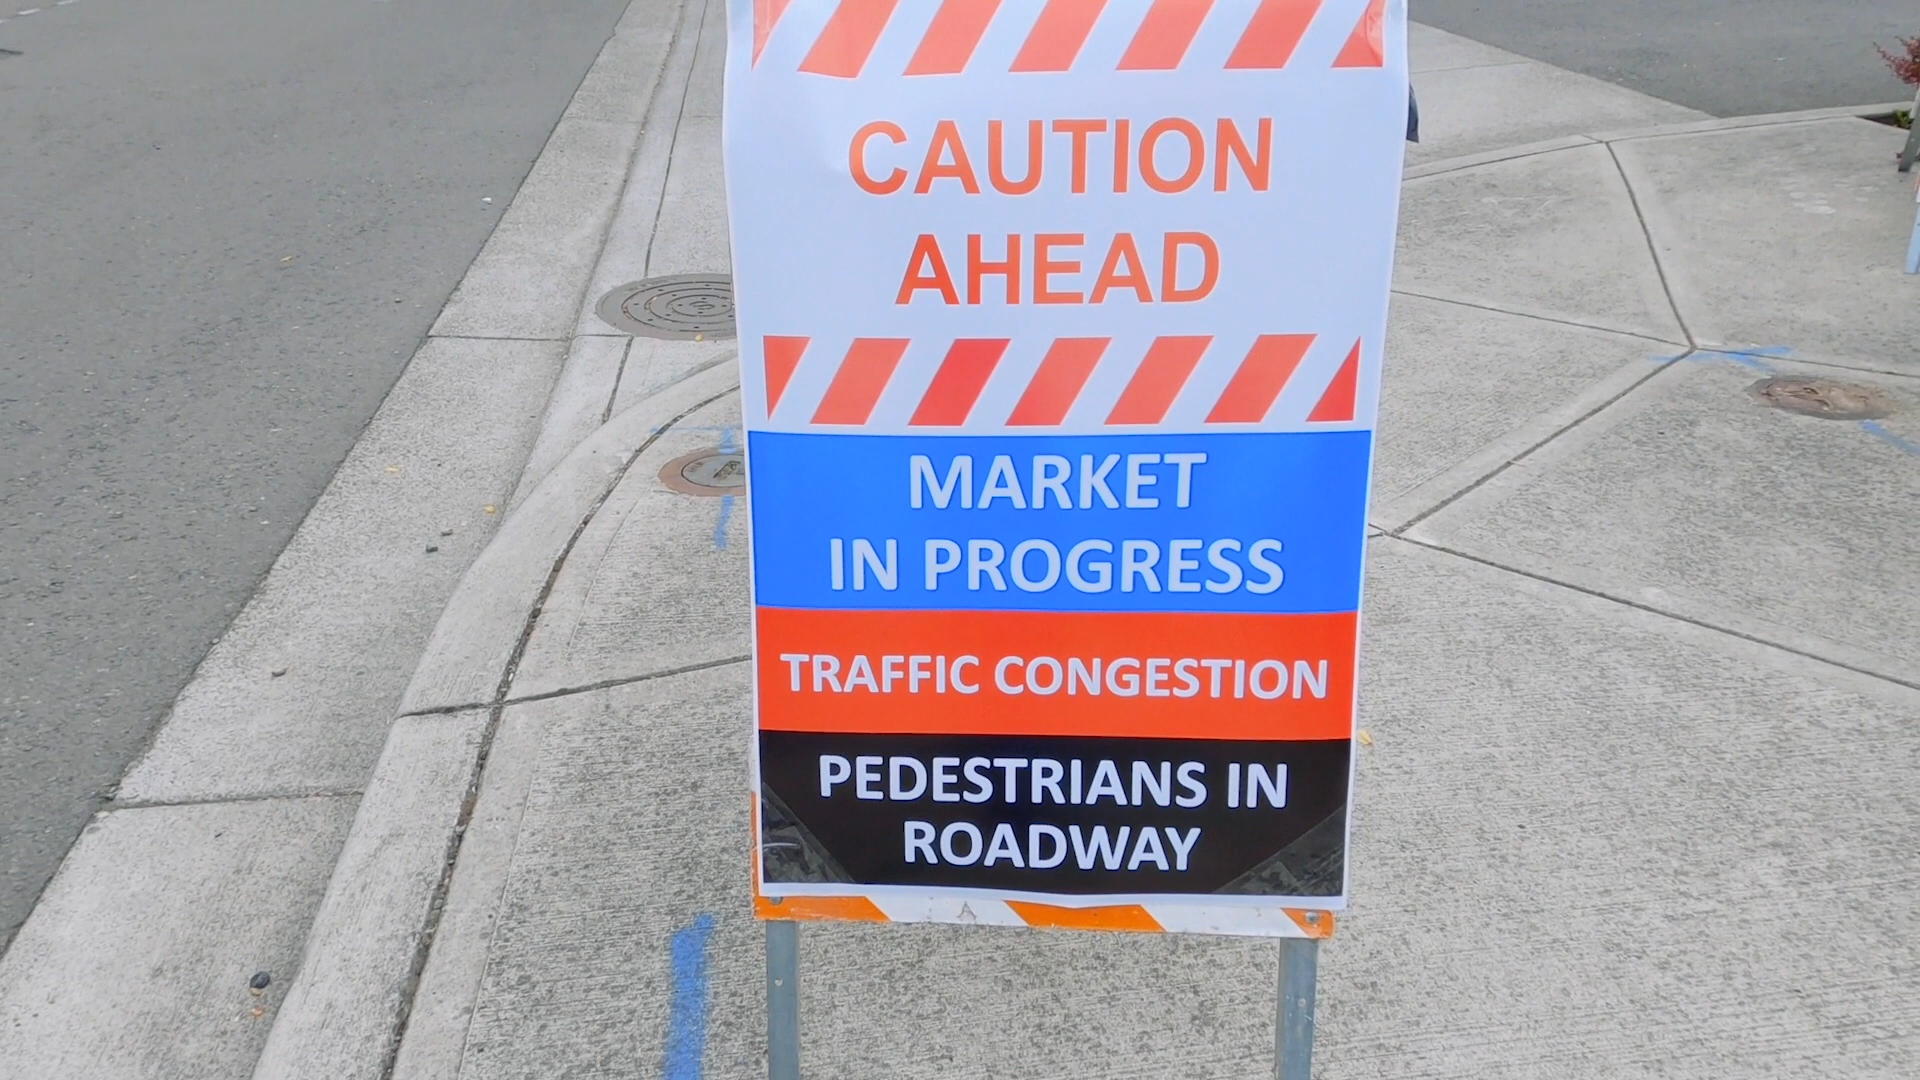 CAUTION
AHEAD
MARKET
IN PROGRESS
TRAFFIC CONGESTION
PEDESTRIANS IN
ROADWAY